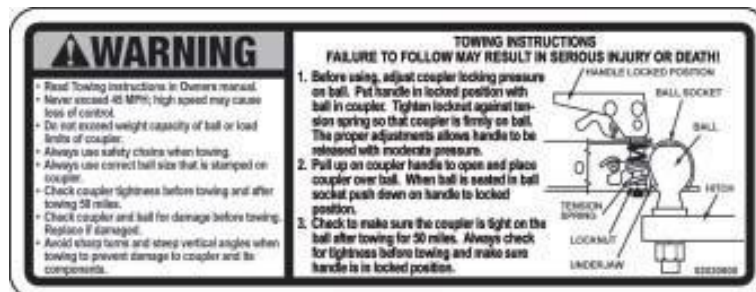 WARNING
• Read Towing Instructions in Owners manual.
• Never exceed 45 MPH; high speed may cause
loss of control.
• Do not exceed weight capacity of ball or load
limits of coupler.
• Always use safety chains when towing.
• Always use correct ball size that is stamped on
coupler.
• Check coupler tightness before towing and after
towing 50 miles.
• Check coupler and ball for damage before towing.
Replace if damaged.
• Avoid sharp turns and steep vertical angles when
towing to prevent damage to coupler and its
components.
TOWING INSTRUCTIONS
FAILURE TO FOLLOW MAY RESULT IN SERIOUS INJURY OR DEATH!
1. Before using, adjust coupler locking pressure
on ball. Put handle in locked position with
ball in coupler. Tighten locknut against ten-
sion spring so that coupler is firmly on ball.
The proper adjustments allows handle to be
released with moderate pressure.
2. Pull up on coupler handle to open and place
coupler over ball. When ball is seated in ball
socket push down on handle to locked
position.
3. Check to make sure the coupler is tight on the
ball after towing for 50 miles. Always check
for tightness before towing and make sure
handle is in locked position.
HANDLE LOCKED POSITION
BALL SOCKET
BALL
HITCH
TENSION
SPRING
LOCKNUT
UNDERJAW